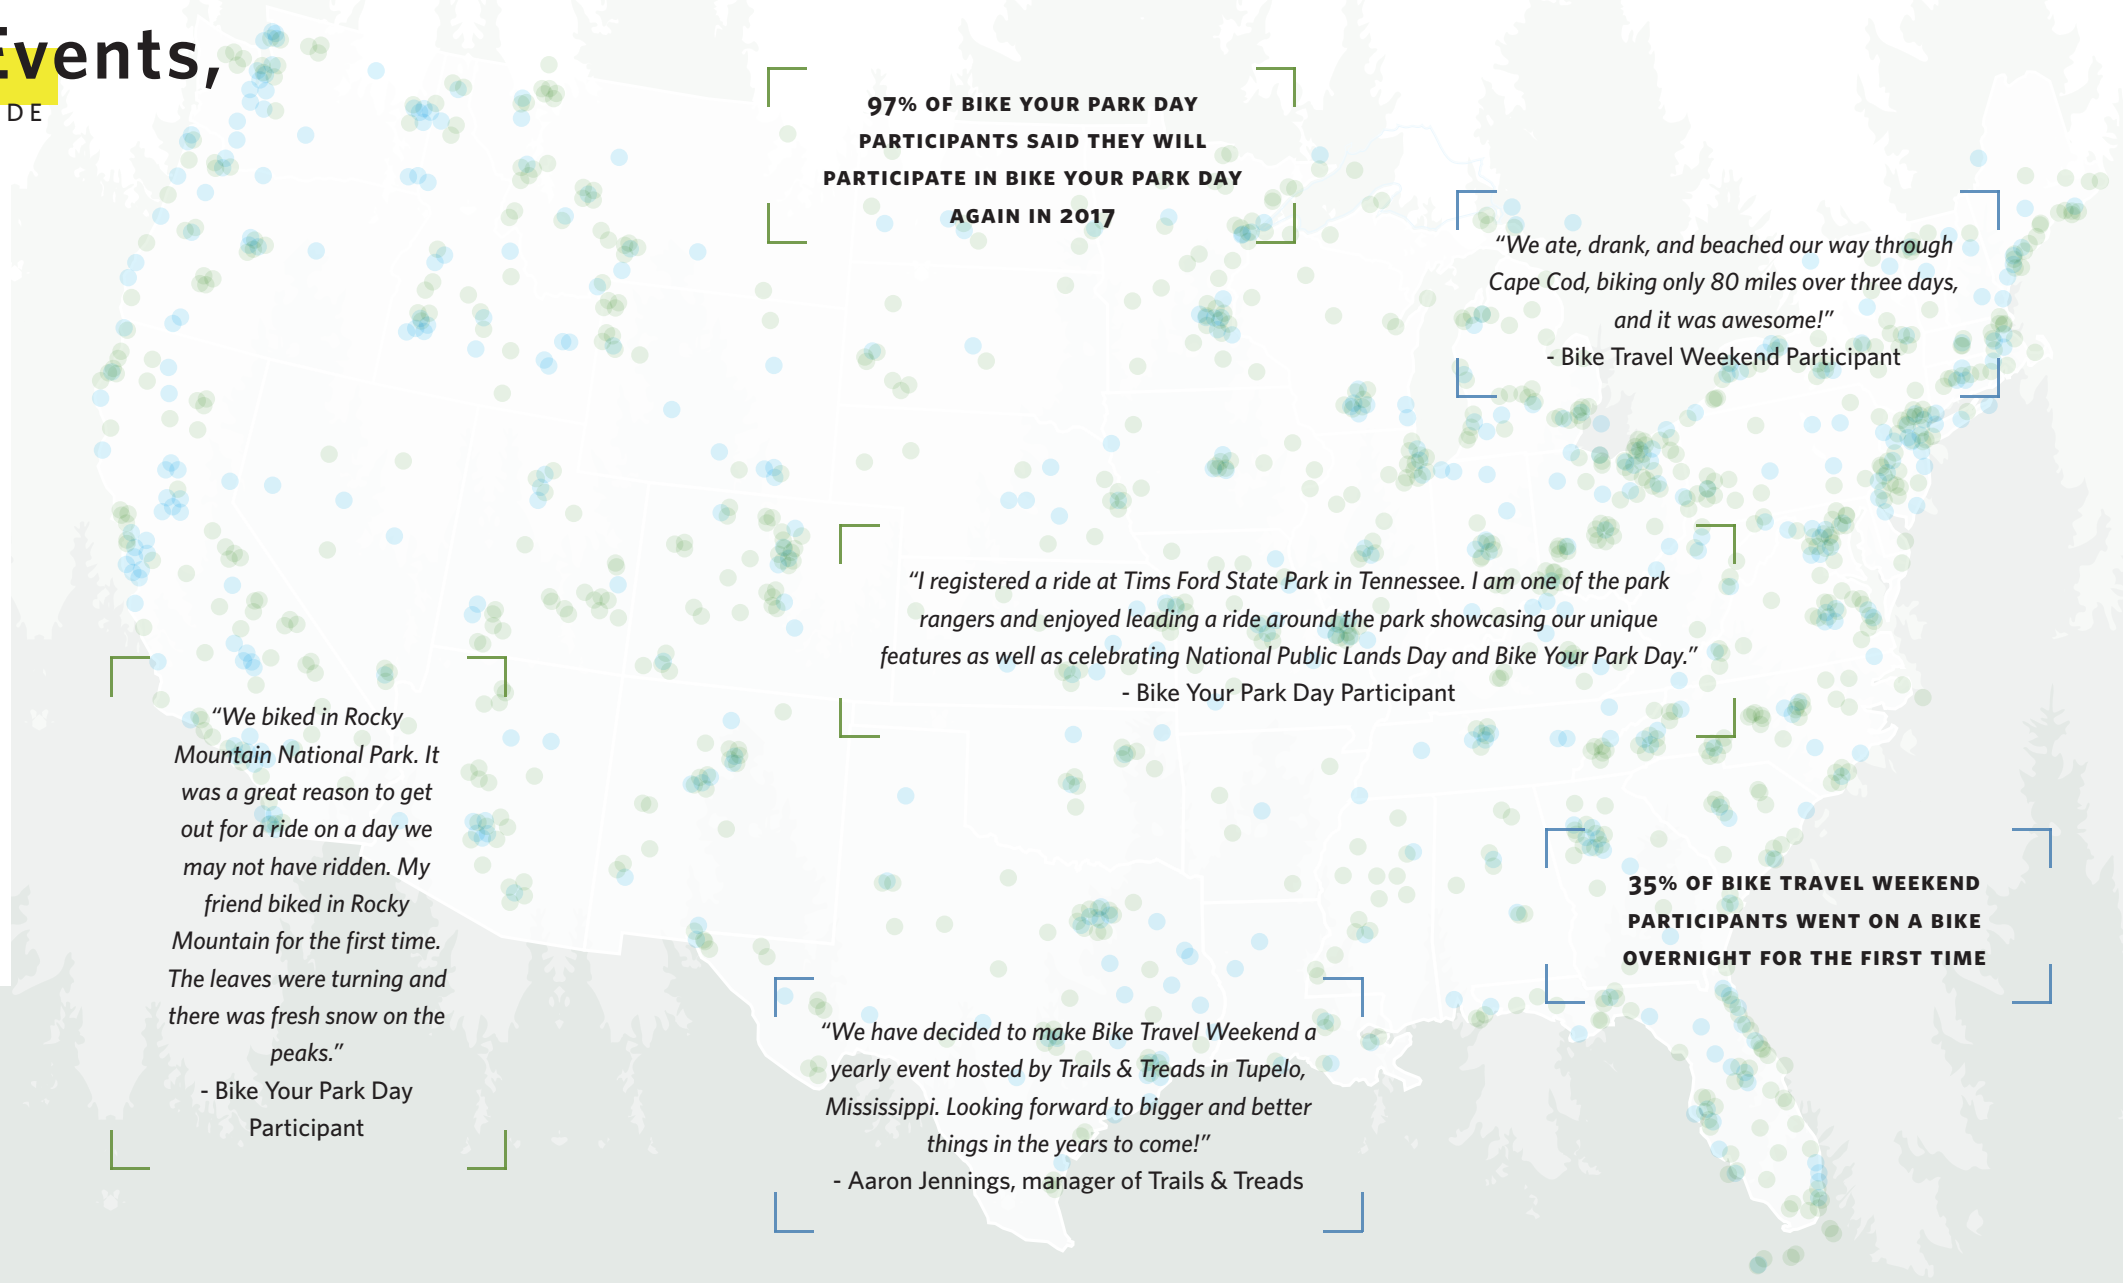 Events,
DE
97% OF BIKE YOUR PARK DAY
PARTICIPANTS SAID THEY WILL
PARTICIPATE IN BIKE YOUR PARK DAY
AGAIN IN 2017
“We ate, drank, and beached our way through
Cape Cod, biking only 80 miles over three days,
and it was awesome!”
- Bike Travel Weekend Participant
“I registered a ride at Tims Ford State Park in Tennessee. I am one of the park
rangers and enjoyed leading a ride around the park showcasing our unique
features as well as celebrating National Public Lands Day and Bike Your Park Day.”
- Bike Your Park Day Participant
“We biked in Rocky
Mountain National Park. It
was a great reason to get
out for a ride on a day we
may not have ridden. My
friend biked in Rocky
Mountain for the first time.
The leaves were turning and
there was fresh snow on the
peaks.”
- Bike Your Park Day
Participant
35% OF BIKE TRAVEL WEEKEND
PARTICIPANTS WENT ON A BIKE
OVERNIGHT FOR THE FIRST TIME
“We have decided to make Bike Travel Weekend a
yearly event hosted by Trails & Treads in Tupelo,
Mississippi. Looking forward to bigger and better
things in the years to come!”
- Aaron Jennings, manager of Trails & Treads